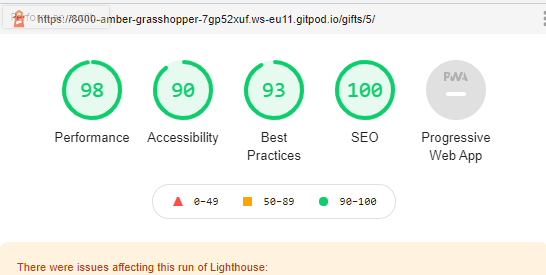 https://8000-amber-grasshopper-7gp52xuf.ws-eu11.gitpod.io/gifts/5/
98 90 93 100 PWA
Performance Accessibility Best Practices SEO Progressive Web App
0–49 50–89 90–100
There were issues affecting this run of Lighthouse: